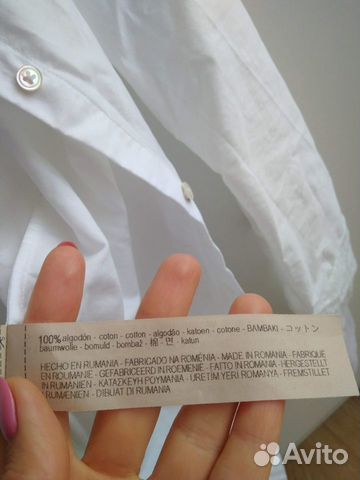 100% algodón - coton - cotton - algodão - katoen - cotone - BAMBAKI - コットン
baumwolle - bomuld - bombaž - 棉 - 면 - katun
HECHO EN RUMANIA - FABRICADO NA ROMÉNIA - MADE IN ROMANIA - FABRIQUE
EN ROUMANIE - GEFABRICEERD IN ROEMENIE - FATTO IN ROMANIA - HERGESTELLT
IN RUMÄNIEN - ΚΑΤΑΣΚΕΥΗ ΡΟΥΜΑΝΙΑ - URETIM YERI ROMANYA - FREMSTILLET
RUMÆNIEN - DIBUAT DI RUMANIA
Avito